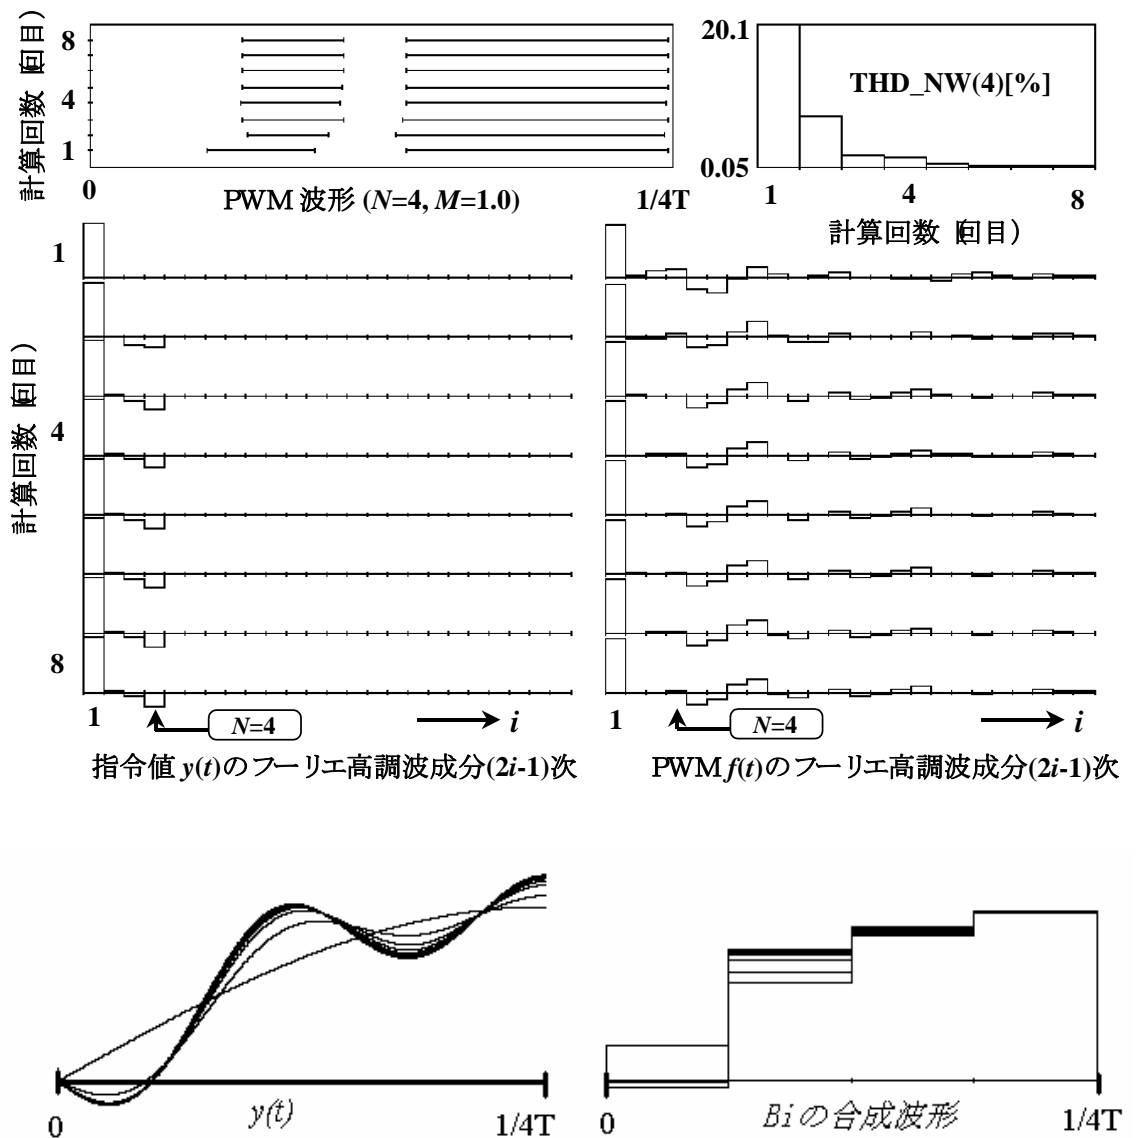 計算回数（回目）
8
4
1
0
PWM 波形 (N=4, M=1.0)
1/4T
20.1
0.05
THD_NW(4)[%]
1
4
8
計算回数（回目）
計算回数（回目）
1
4
8
1
N=4
i
指令値 y(t)のフーリエ高調波成分(2i-1)次
1
N=4
i
PWM f(t)のフーリエ高調波成分(2i-1)次
0
y(t)
1/4T
0
Biの合成波形
1/4T